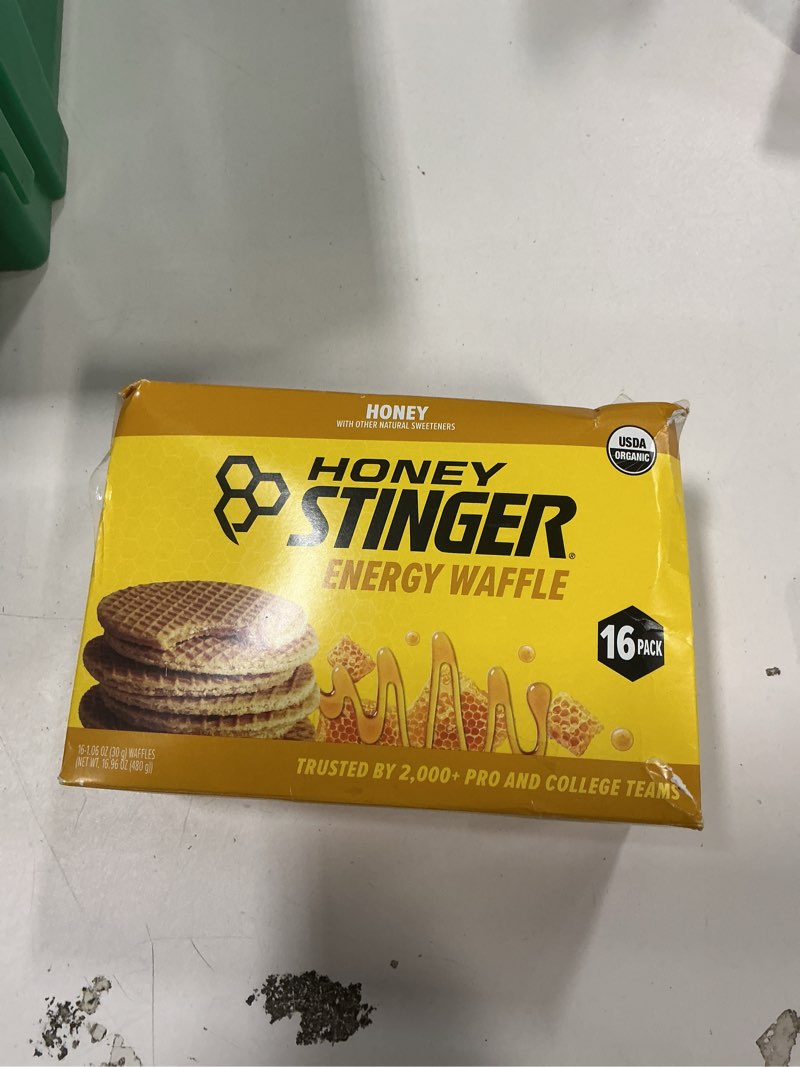 HONEY
WITH OTHER NATURAL SWEETENERS
USDA
ORGANIC
HONEY
STINGER®
ENERGY WAFFLE
16 PACK
16-1.06 OZ (30 g) WAFFLES
(NET WT. 16.96 OZ (480 g))
TRUSTED BY 2,000+ PRO AND COLLEGE TEAMS